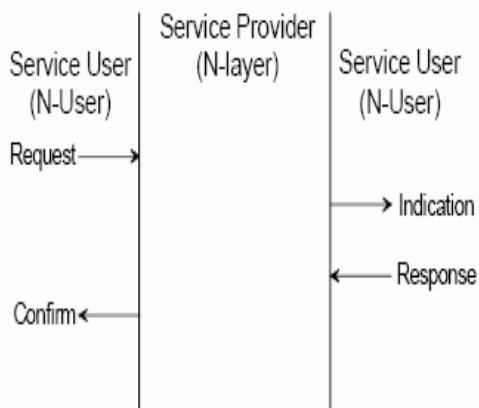 Service Provider
(N-layer)
Service User
(N-User)
Service User
(N-User)
Request
Indication
Response
Confirm